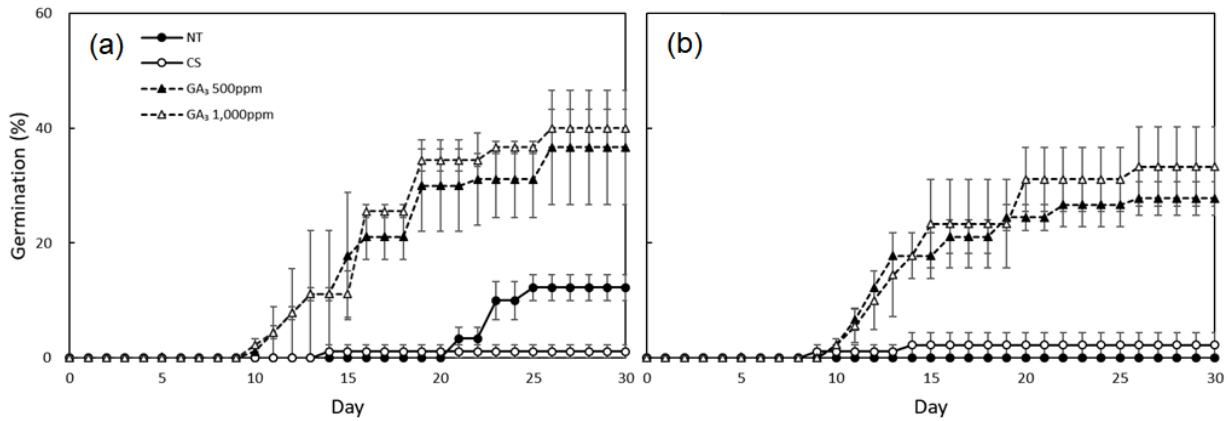 60
(a)
(b)
NT
CS
GA₃ 500ppm
GA₃ 1,000ppm
40
20
0
Germination (%)
0 5 10 15 20 25 30
0 5 10 15 20 25 30
Day
Day